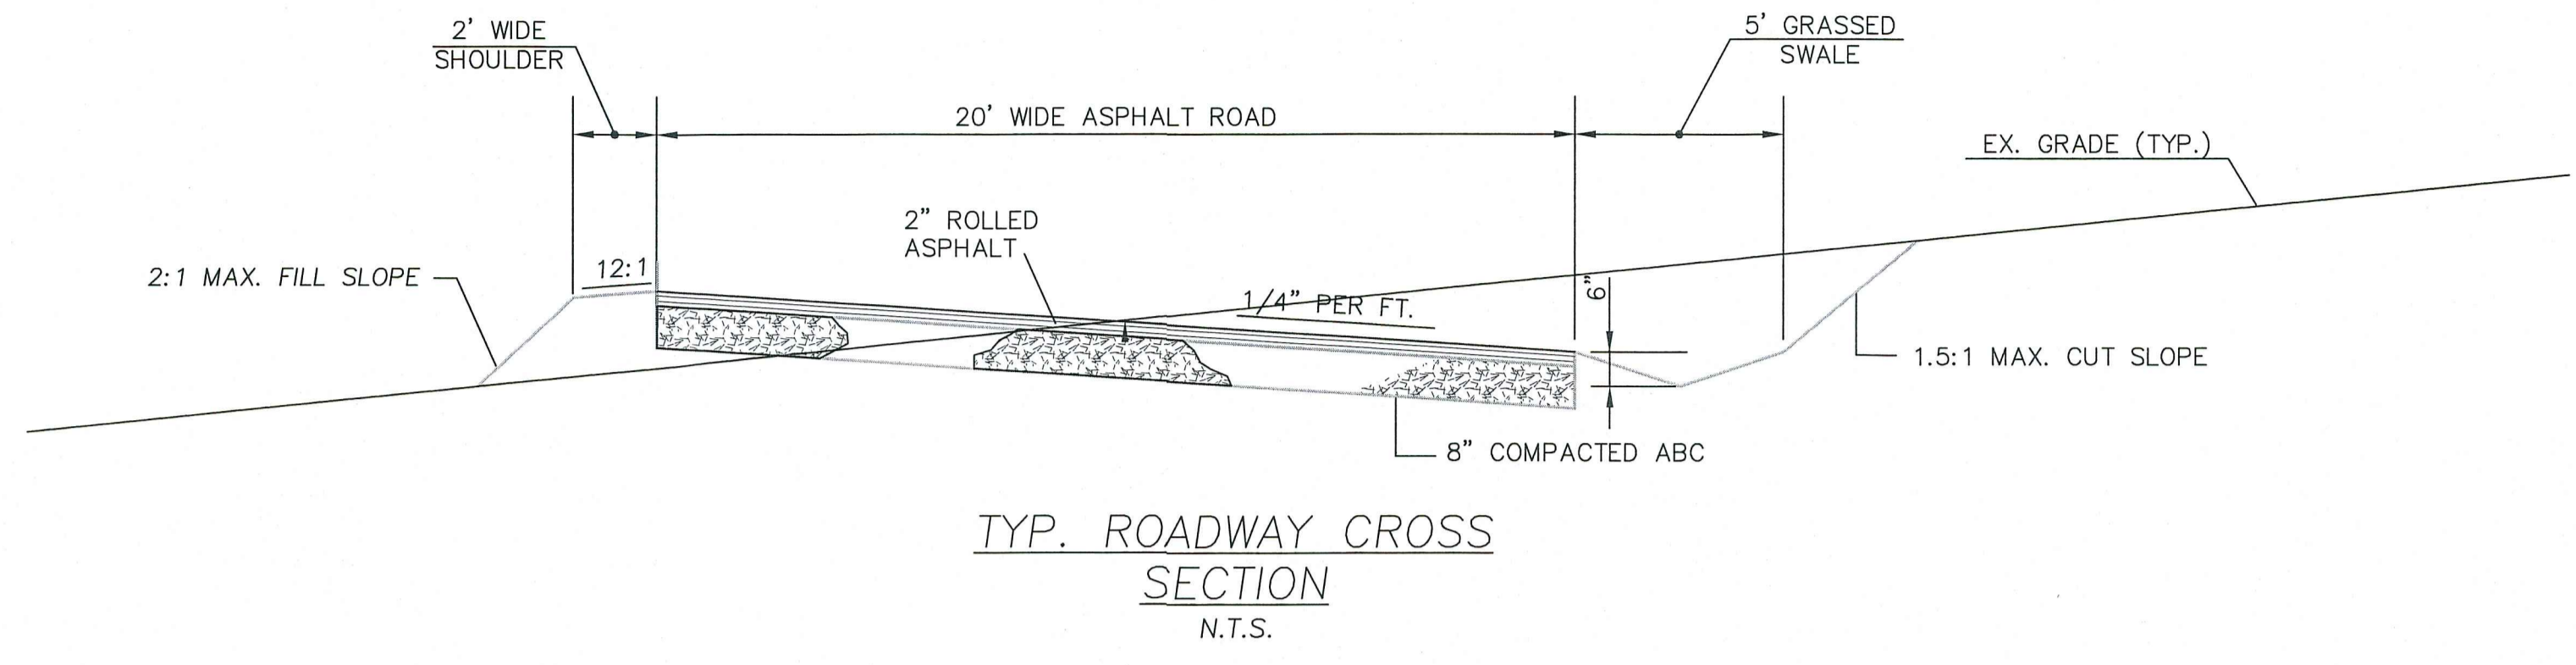 2' WIDE
SHOULDER
5' GRASSED
SWALE
20' WIDE ASPHALT ROAD
EX. GRADE (TYP.)
2" ROLLED
ASPHALT
12:1
2:1 MAX. FILL SLOPE
1/4" PER FT.
6"
1.5:1 MAX. CUT SLOPE
8" COMPACTED ABC
TYP. ROADWAY CROSS
SECTION
N.T.S.